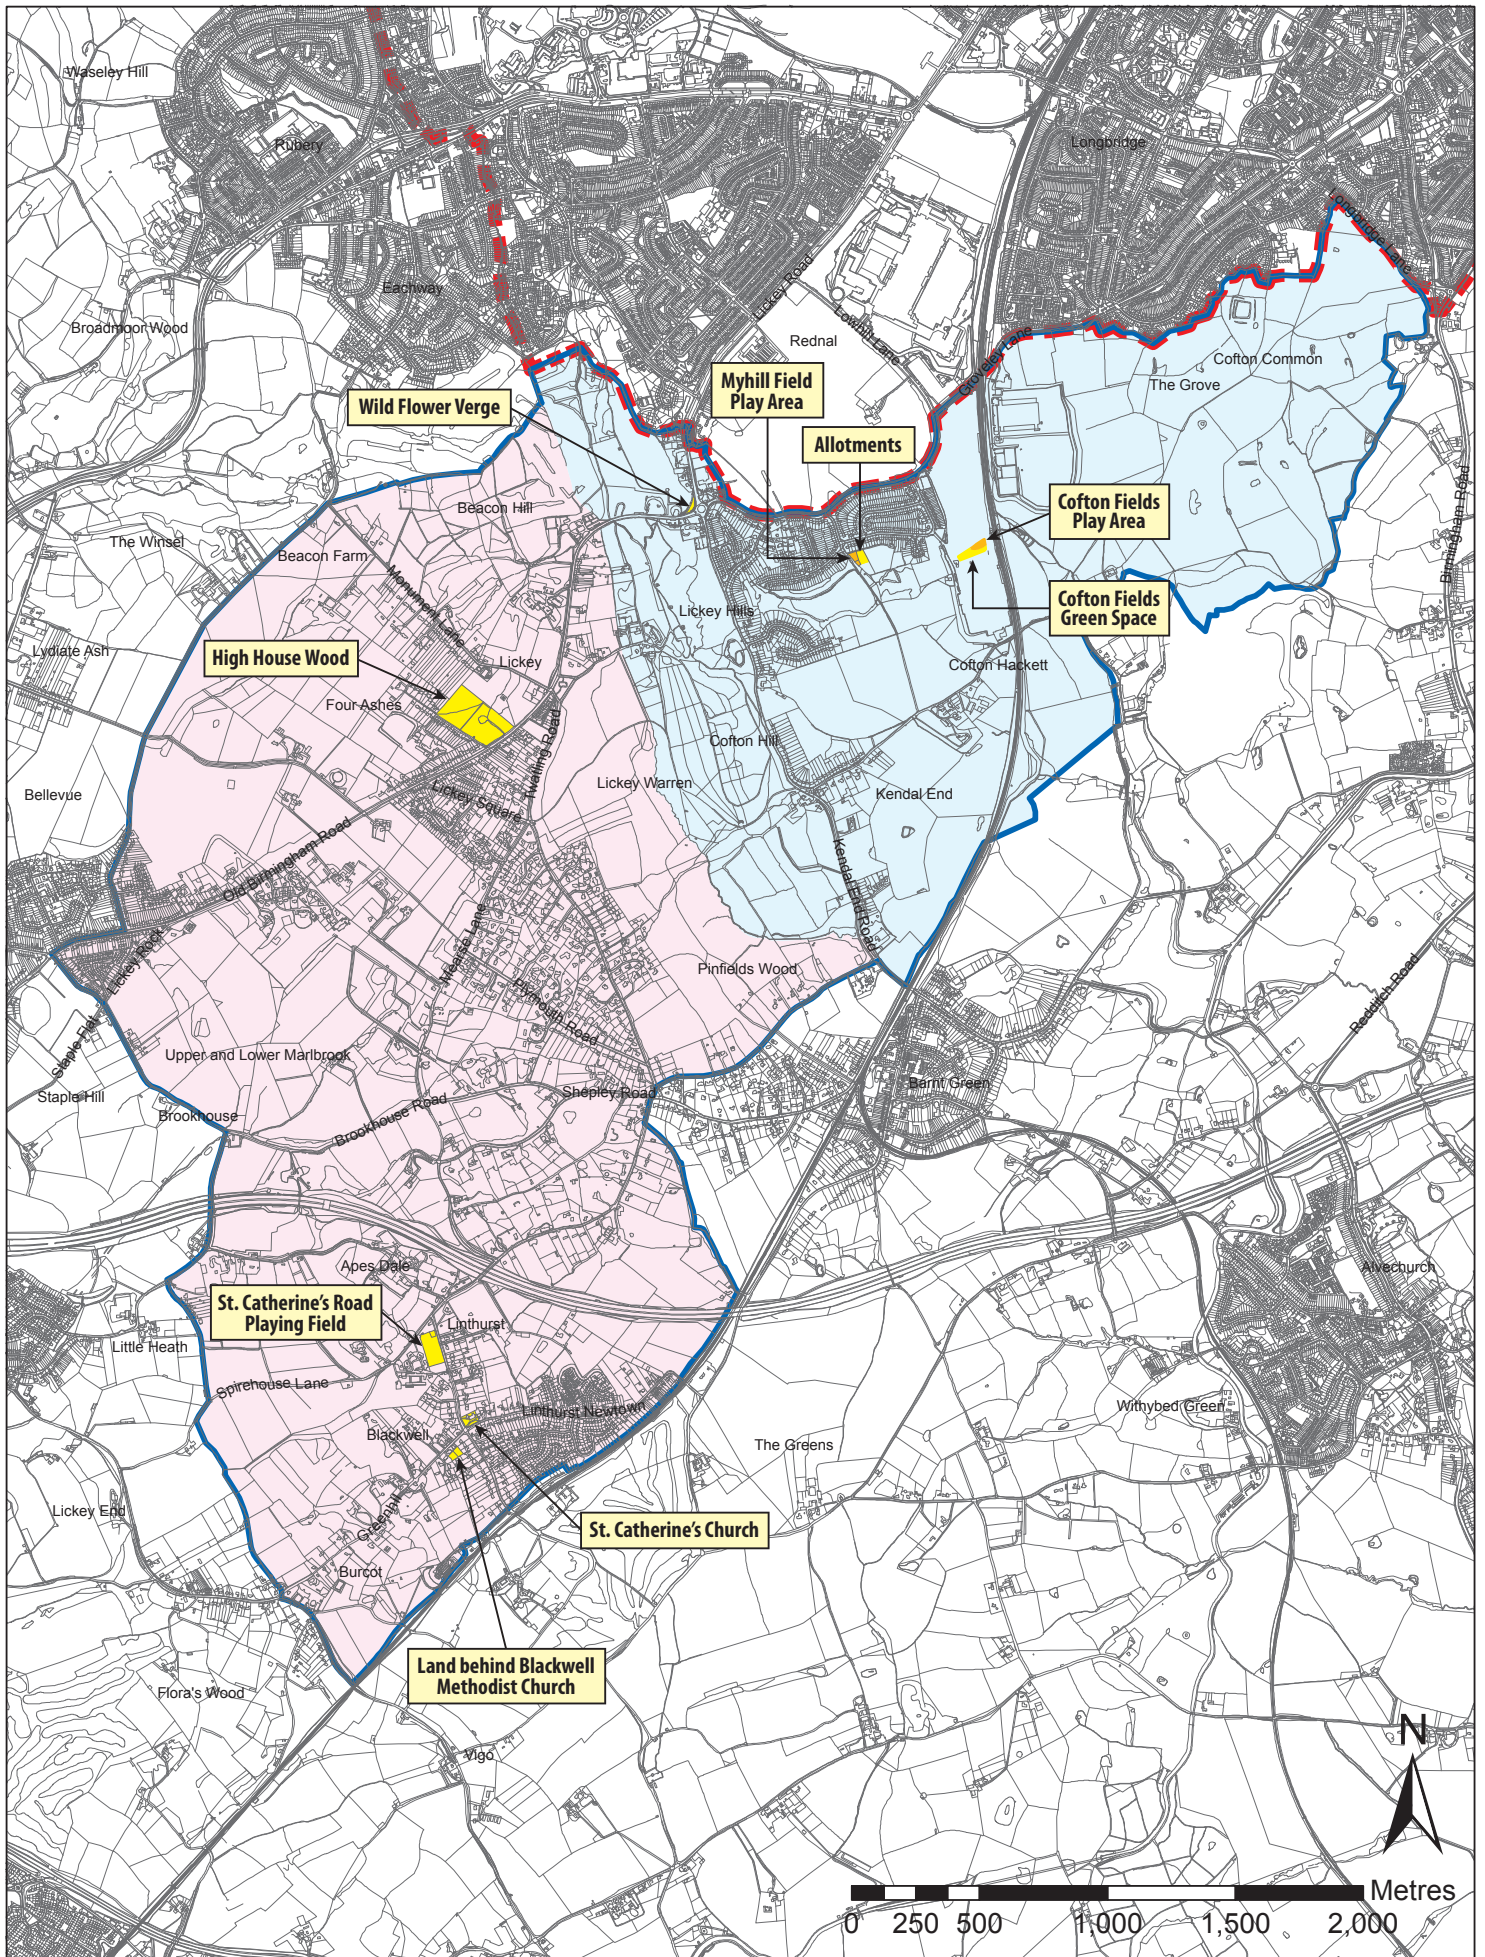 Waseley Hill
Rubery
Longbridge
Longbridge Lane
Eachway
Lickey Road
Lowhill Lane
Broadmoor Wood
Rednal
Groveley Lane
Cofton Common
The Grove
Myhill Field
Play Area
Wild Flower Verge
Allotments
Birmingham Road
Beacon Hill
Cofton Fields
Play Area
The Winsel
Beacon Farm
Monument Lane
Cofton Fields
Green Space
Lickey Hills
Lydiate Ash
High House Wood
Lickey
Cofton Hackett
Four Ashes
Twatling Road
Cofton Hill
Lickey Warren
Bellevue
Lickey Square
Kendal End
Old Birmingham Road
Kendal End Road
Mearse Lane
Lickey Rock
Pinfields Wood
Plymouth Road
Redditch Road
Staple Flat
Upper and Lower Marlbrook
Barnt Green
Staple Hill
Shepley Road
Brookhouse
Brookhouse Road
Apes Dale
Alvechurch
St. Catherine's Road
Playing Field
Linthurst
Little Heath
Spirehouse Lane
Linthurst Newtown
Withybed Green
Blackwell
The Greens
Lickey End
Greenhill
St. Catherine's Church
Burcot
Land behind Blackwell
Methodist Church
Flora's Wood
Vigo
N
Metres
0 250 500 1,000 1,500 2,000